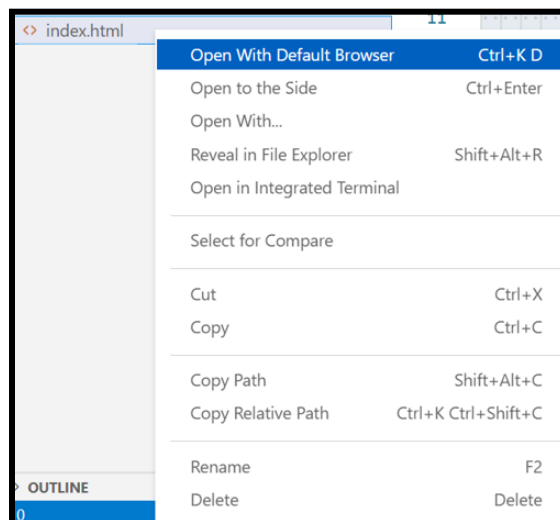 <> index.html
11
Open With Default Browser Ctrl+K D
Open to the Side Ctrl+Enter
Open With...
Reveal in File Explorer Shift+Alt+R
Open in Integrated Terminal
Select for Compare
Cut Ctrl+X
Copy Ctrl+C
Copy Path Shift+Alt+C
Copy Relative Path Ctrl+K Ctrl+Shift+C
Rename F2
OUTLINE
Delete Delete
0